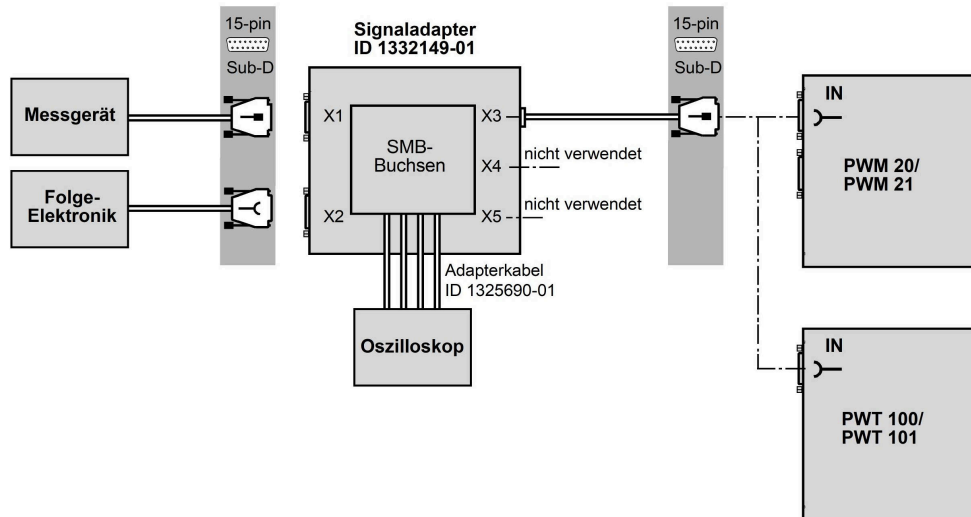 15-pin
Sub-D
Messgerät
Folge-
Elektronik
Signaladapter
ID 1332149-01
X1
X2
SMB-
Buchsen
X3
X4
X5
nicht verwendet
nicht verwendet
Adapterkabel
ID 1325690-01
Oszilloskop
15-pin
Sub-D
IN
PWM 20/
PWM 21
IN
PWT 100/
PWT 101